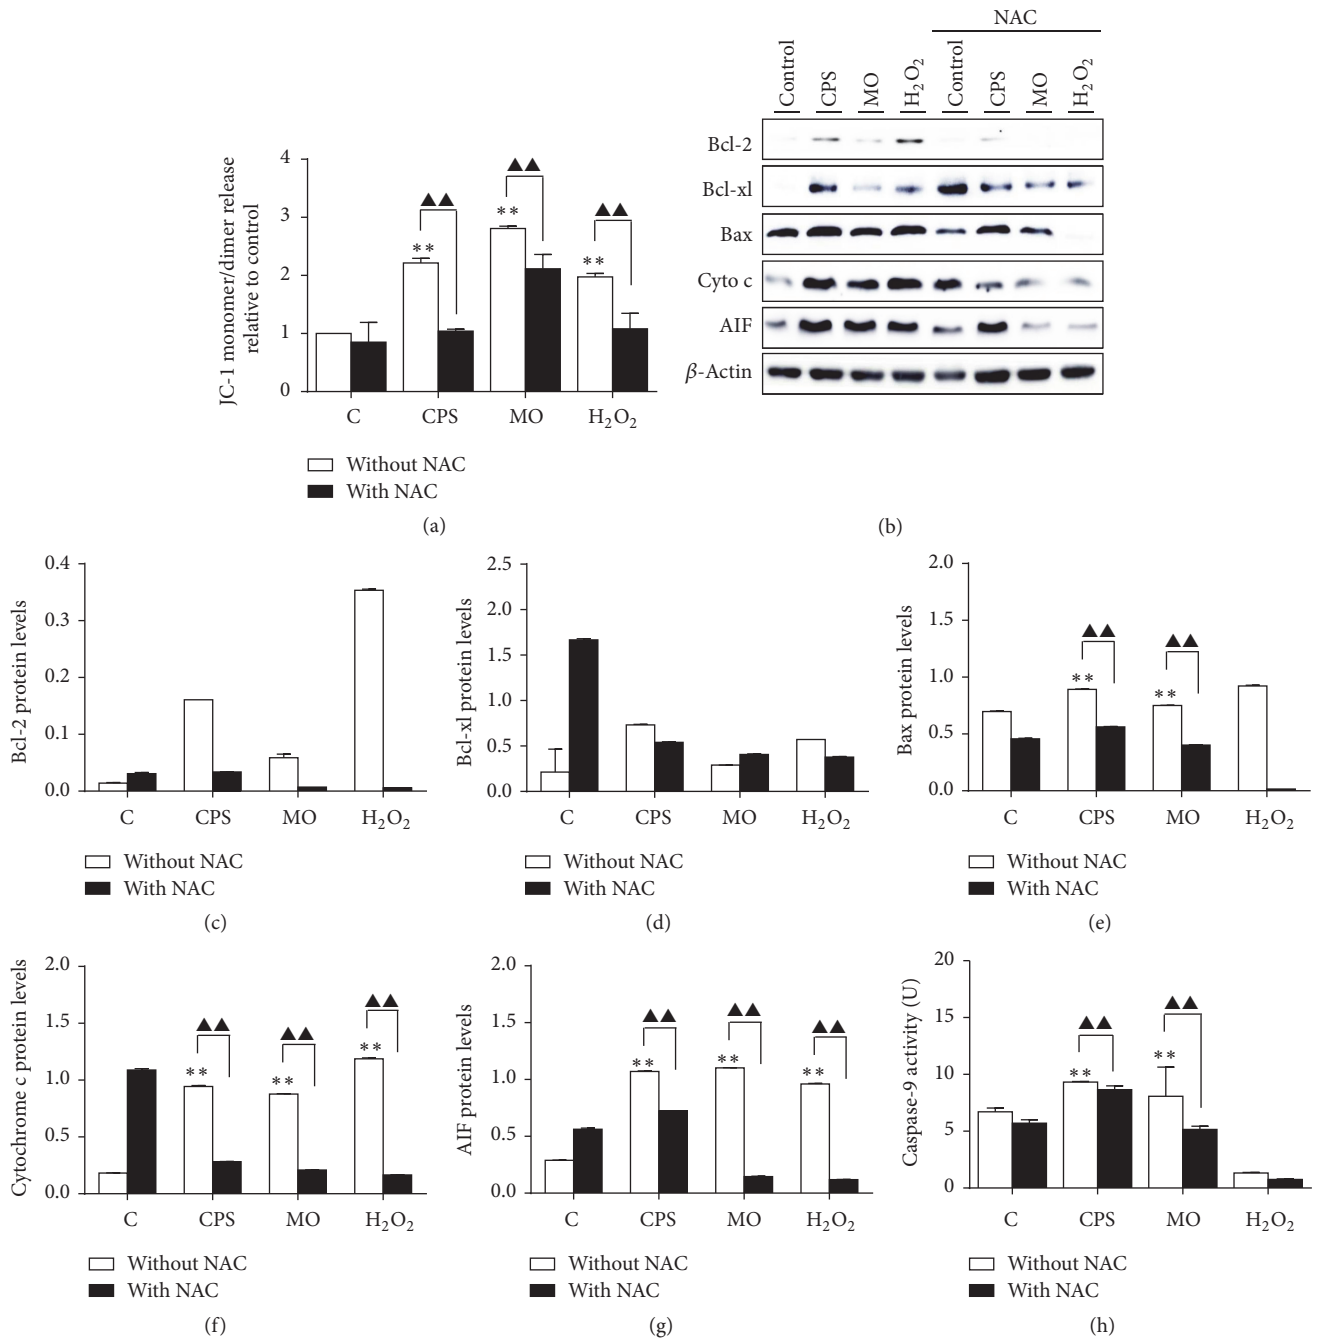 JC-1 monomer/dimer release
relative to control
4
3
2
1
0
▲▲
**
▲▲
**
▲▲
**
C CPS MO H₂O₂
Without NAC
With NAC
(a)
NAC
Control CPS MO H₂O₂ Control CPS MO H₂O₂
Bcl-2
Bcl-xl
Bax
Cyto c
AIF
β-Actin
(b)
Bcl-2 protein levels
0.4
0.3
0.2
0.1
0.0
C CPS MO H₂O₂
Without NAC
With NAC
(c)
Bcl-xl protein levels
2.5
2.0
1.5
1.0
0.5
0.0
C CPS MO H₂O₂
Without NAC
With NAC
(d)
Bax protein levels
2.0
1.5
1.0
0.5
0.0
▲▲
**
▲▲
**
C CPS MO H₂O₂
Without NAC
With NAC
(e)
Cytochrome c protein levels
2.0
1.5
1.0
0.5
0.0
▲▲
**
▲▲
**
▲▲
**
C CPS MO H₂O₂
Without NAC
With NAC
(f)
AIF protein levels
2.0
1.5
1.0
0.5
0.0
▲▲
**
▲▲
**
▲▲
**
C CPS MO H₂O₂
Without NAC
With NAC
(g)
Caspase-9 activity (U)
20
15
10
5
0
▲▲
**
▲▲
**
C CPS MO H₂O₂
Without NAC
With NAC
(h)